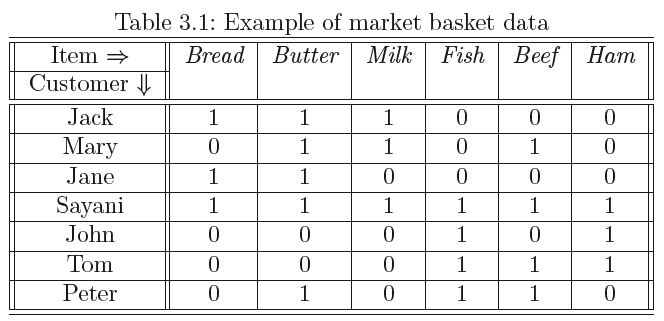 Table 3.1: Example of market basket data
Item ⇒ Bread Butter Milk Fish Beef Ham
Customer ⇓
Jack 1 1 1 0 0 0
Mary 0 1 1 0 1 0
Jane 1 1 0 0 0 0
Sayani 1 1 1 1 1 1
John 0 0 0 1 0 1
Tom 0 0 0 1 1 1
Peter 0 1 0 1 1 0